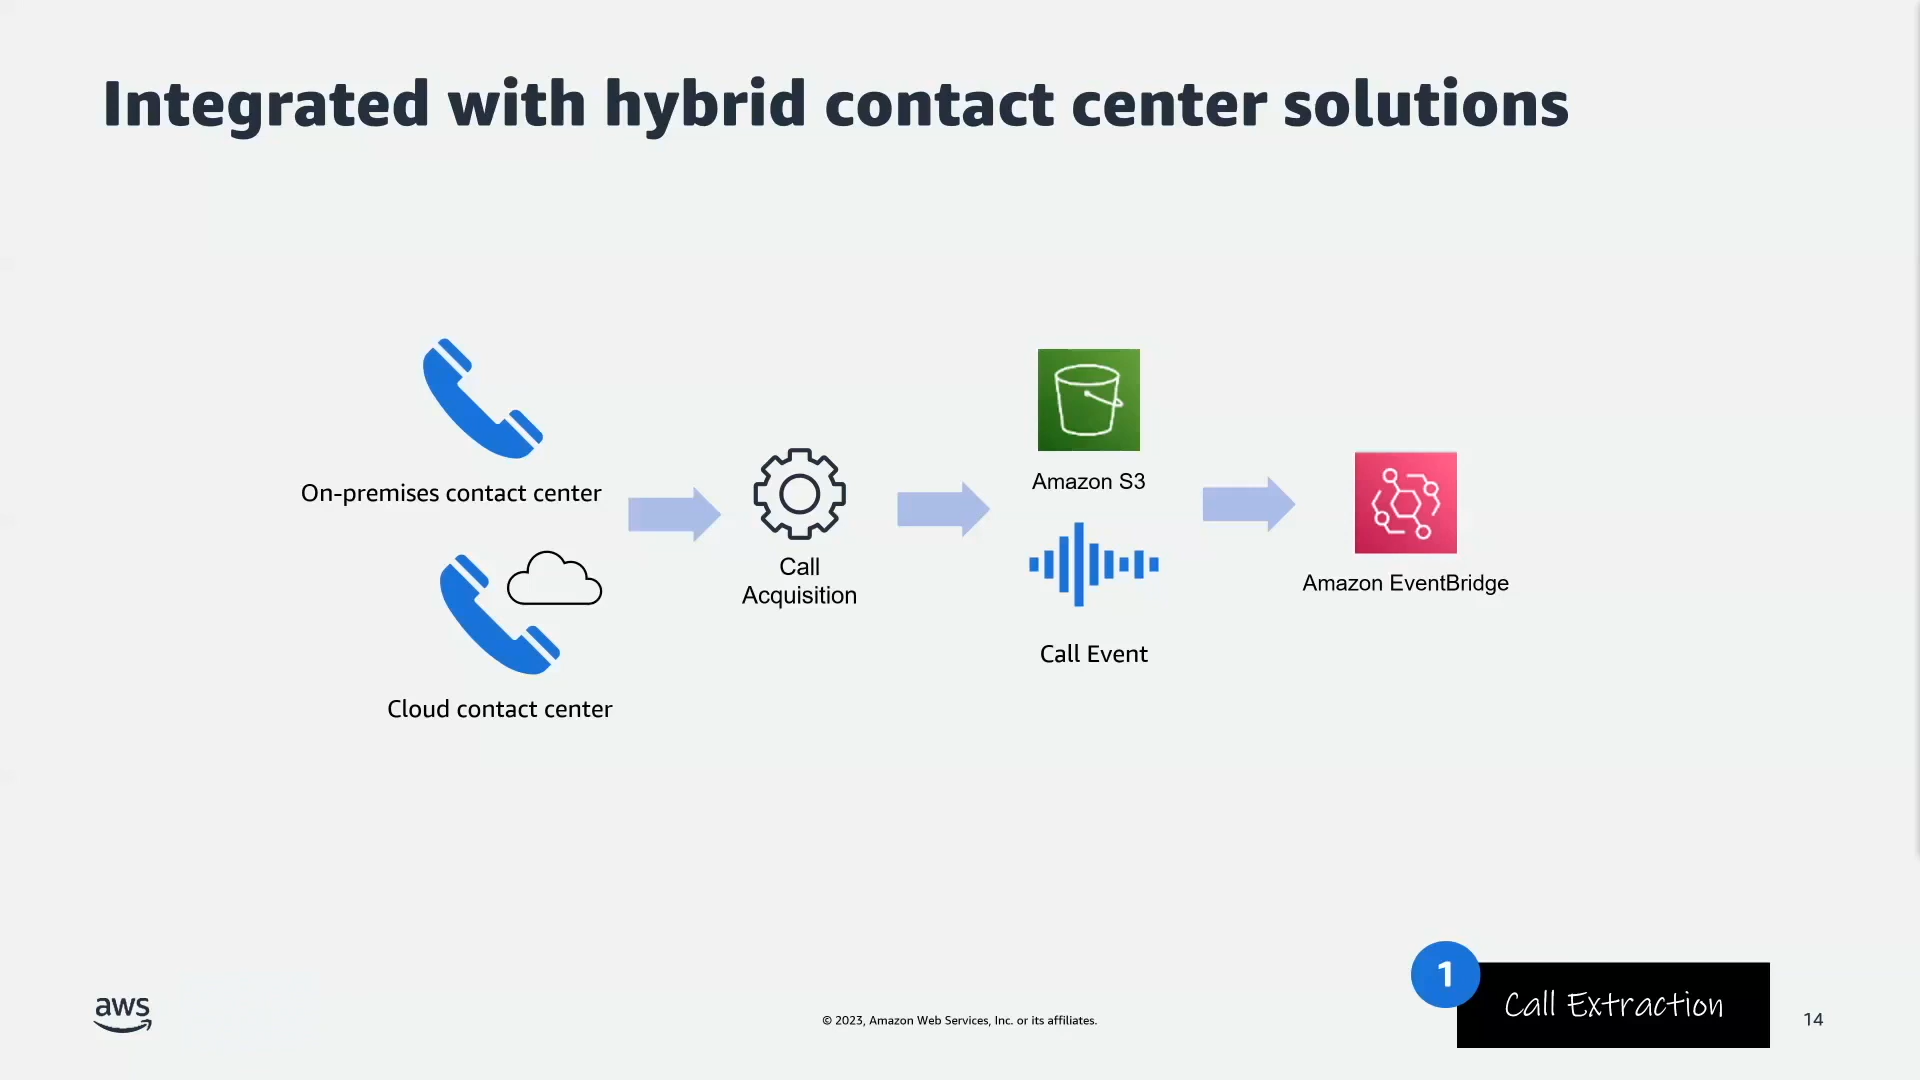 Integrated with hybrid contact center solutions
On-premises contact center
Cloud contact center
Call
Acquisition
Amazon S3
Call Event
Amazon EventBridge
1
Call Extraction
aws
© 2023, Amazon Web Services, Inc. or its affiliates.
14